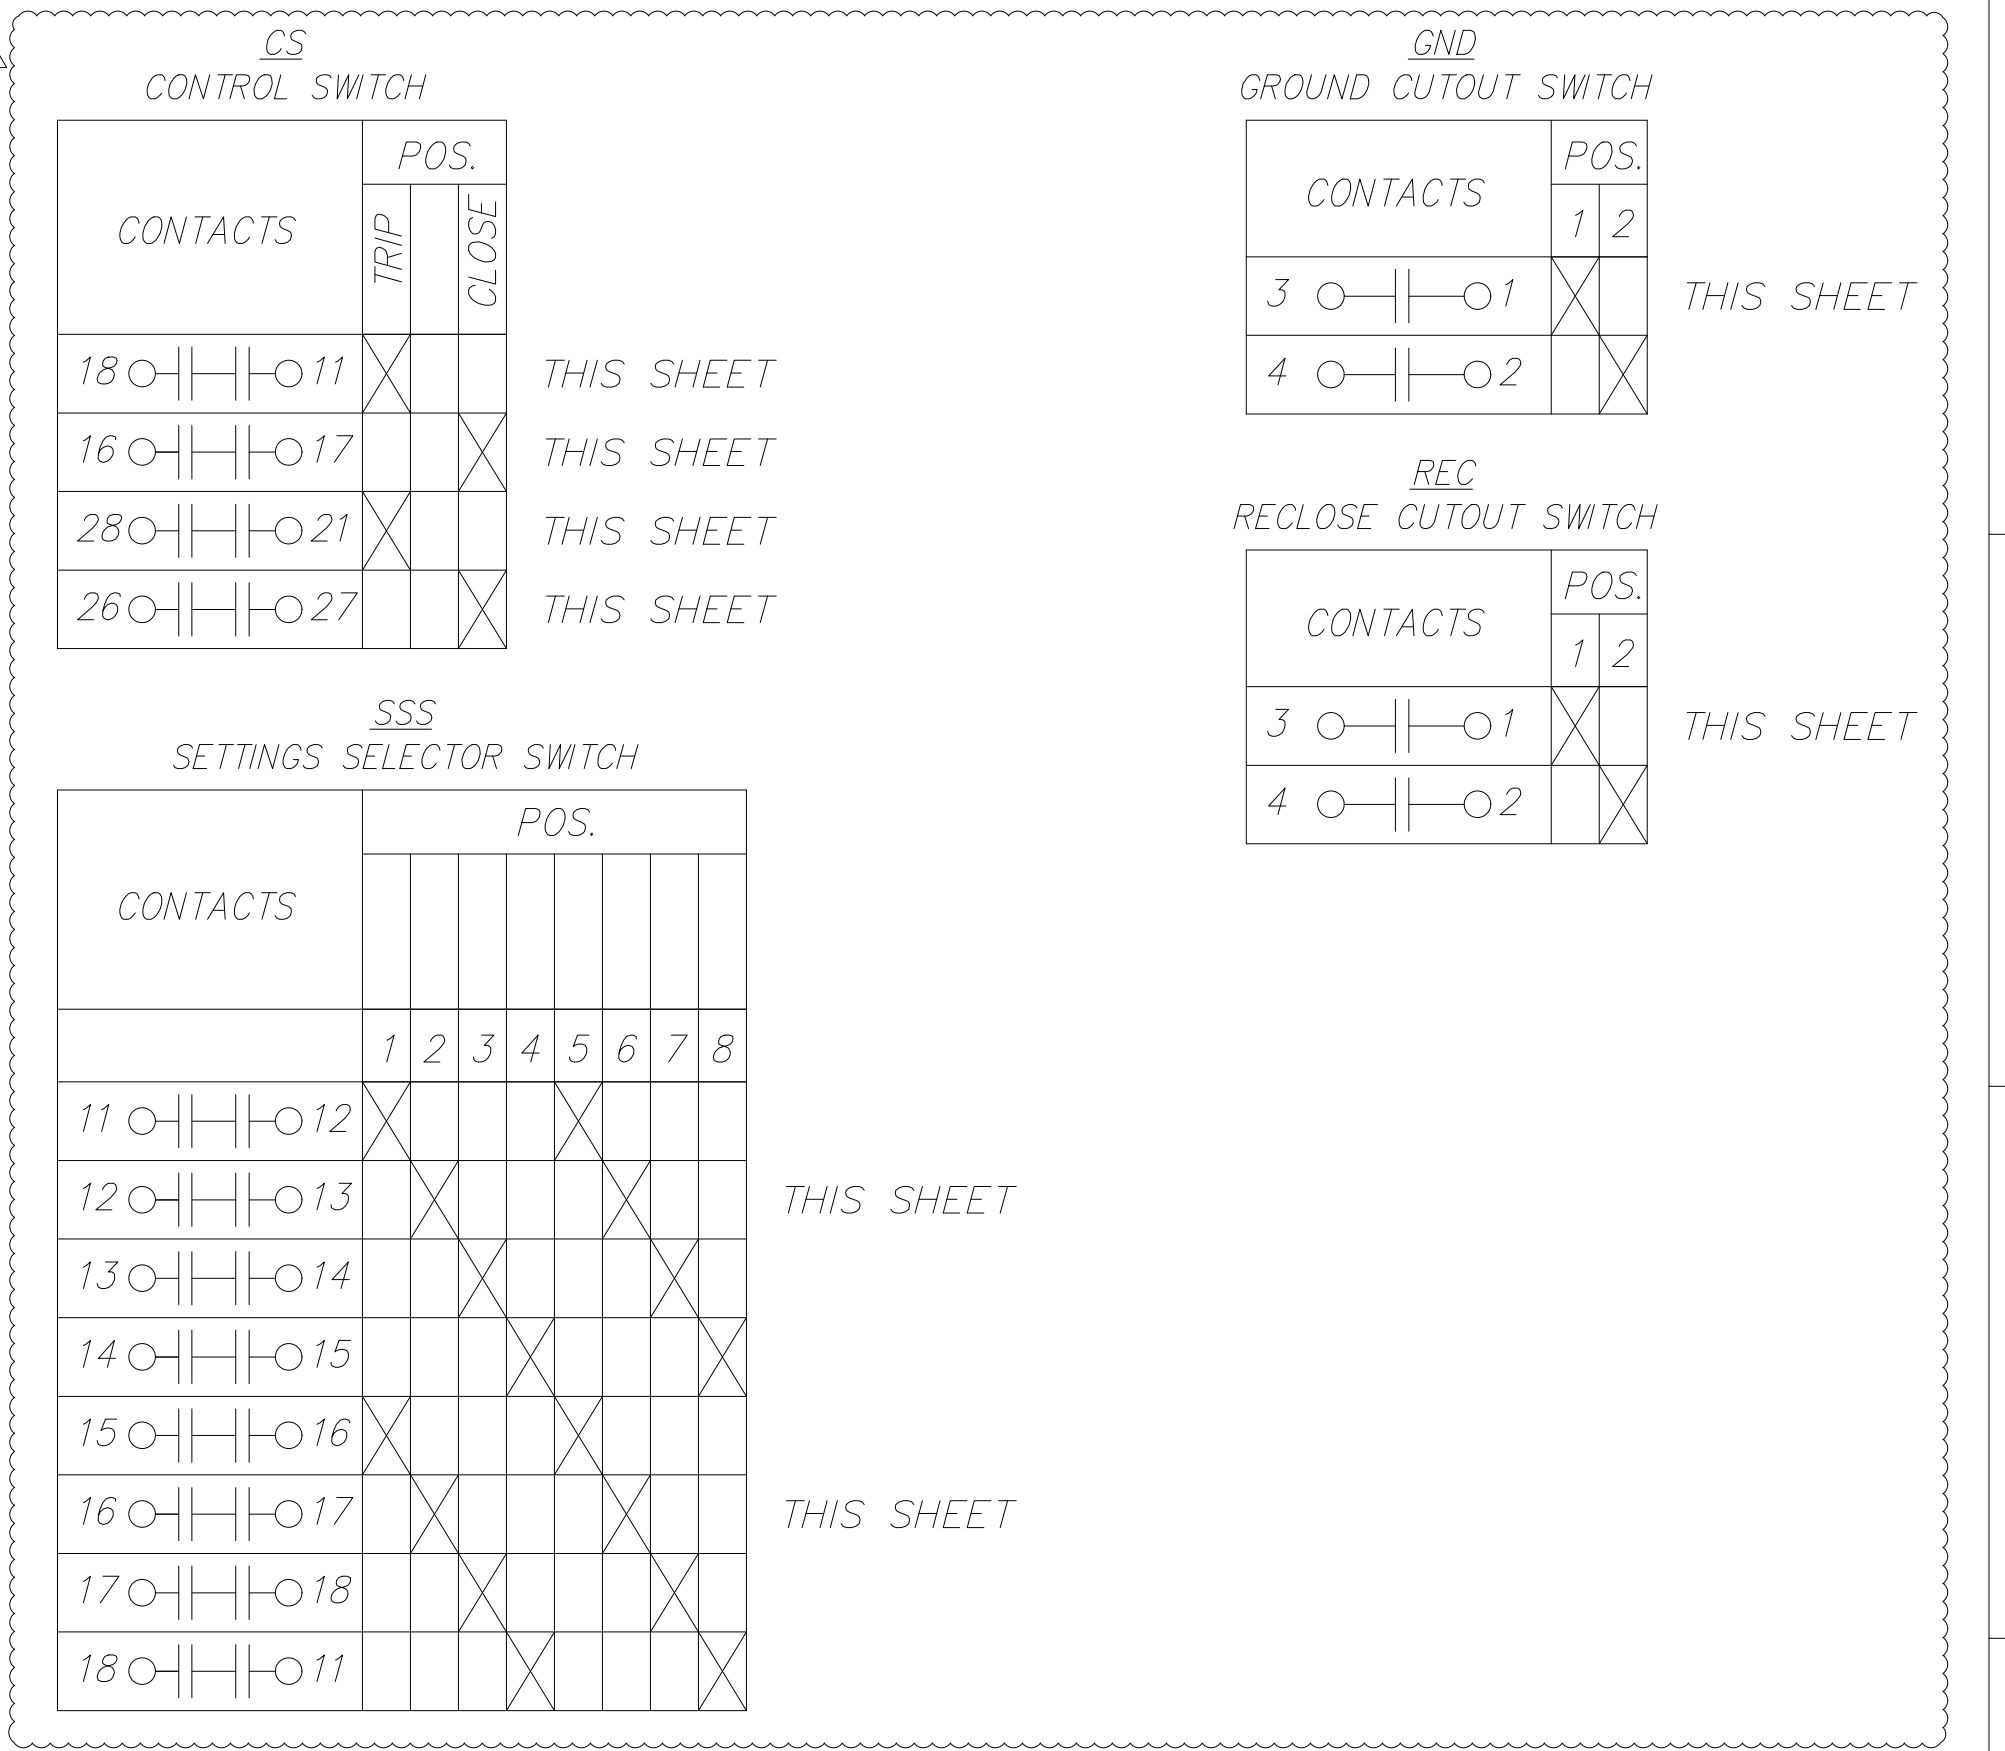 CS
CONTROL SWITCH
CONTACTS
POS.
TRIP
CLOSE
18 11 THIS SHEET
16 17 THIS SHEET
28 21 THIS SHEET
26 27 THIS SHEET
SSS
SETTINGS SELECTOR SWITCH
CONTACTS
POS.
1 2 3 4 5 6 7 8
11 12
12 13 THIS SHEET
13 14
14 15
15 16
16 17 THIS SHEET
17 18
18 11
GND
GROUND CUTOUT SWITCH
CONTACTS
POS.
1 2
3 1 THIS SHEET
4 2
REC
RECLOSE CUTOUT SWITCH
CONTACTS
POS.
1 2
3 1 THIS SHEET
4 2